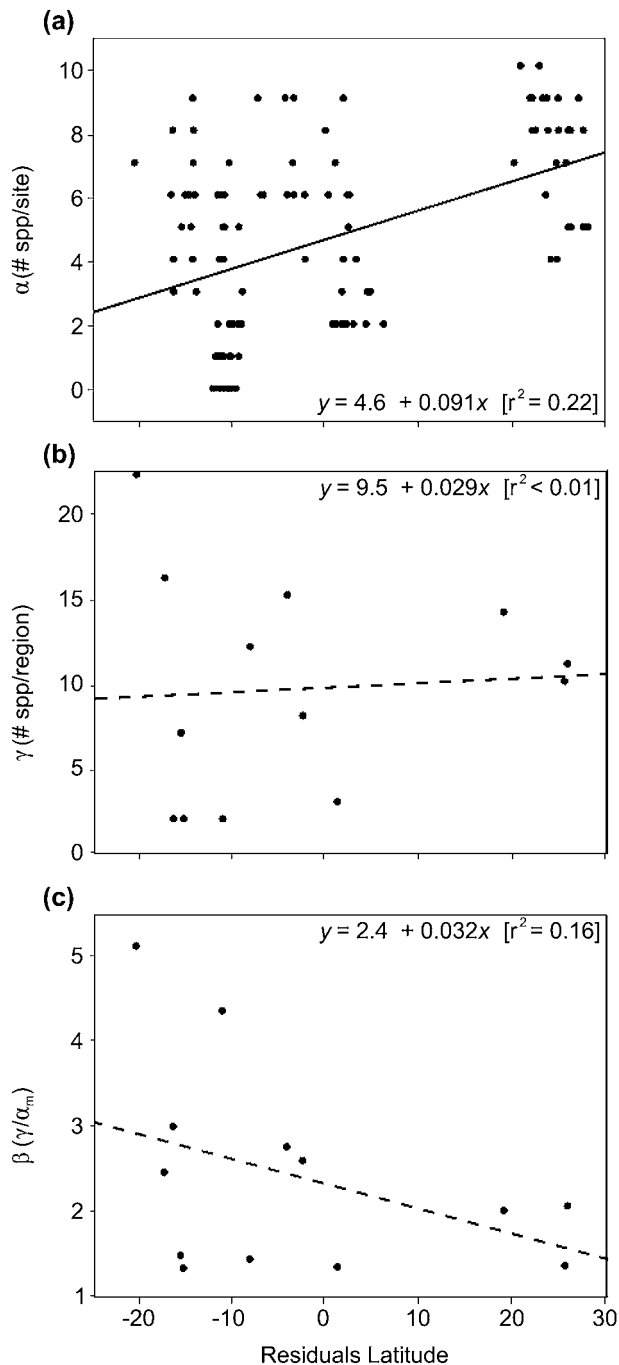 (a)
10
8
6
4
2
0
α (# spp/site)
y = 4.6 + 0.091x [r² = 0.22]
(b)
20
15
10
5
0
γ (# spp/region)
y = 9.5 + 0.029x [r² < 0.01]
(c)
5
4
3
2
1
β (γ/αₘ)
y = 2.4 + 0.032x [r² = 0.16]
-20 -10 0 10 20 30
Residuals Latitude